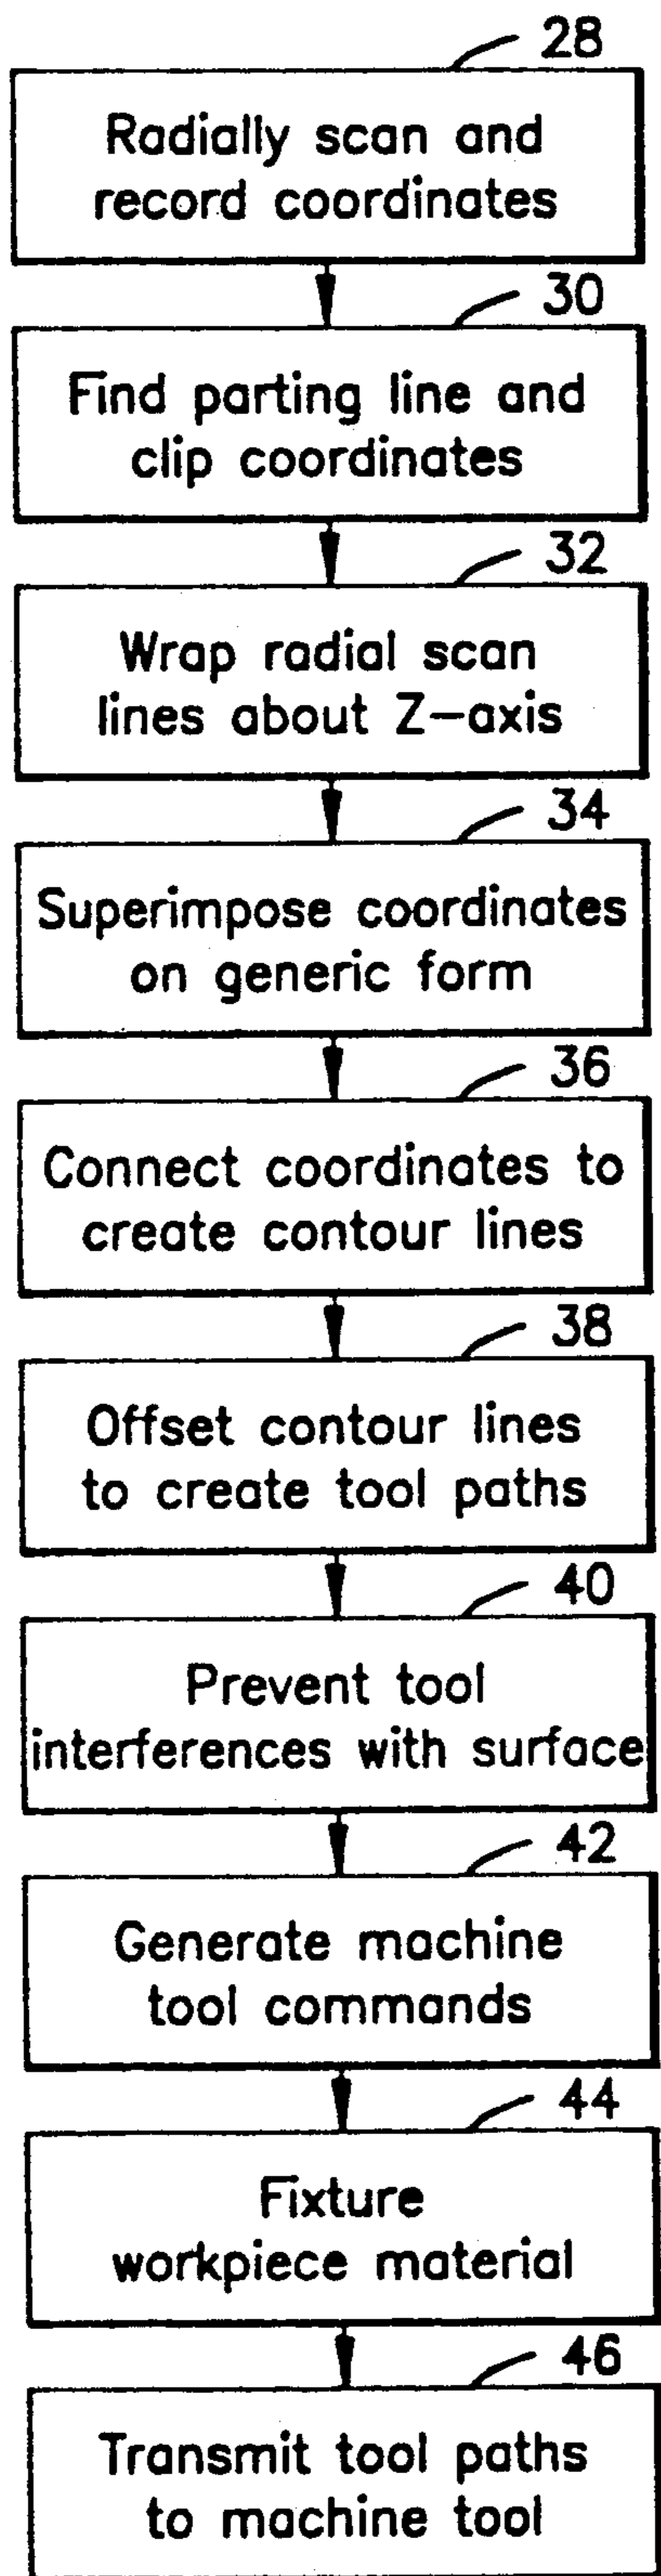 28
Radially scan and
record coordinates
30
Find parting line and
clip coordinates
32
Wrap radial scan
lines about Z-axis
34
Superimpose coordinates
on generic form
36
Connect coordinates to
create contour lines
38
Offset contour lines
to create tool paths
40
Prevent tool
interferences with surface
42
Generate machine
tool commands
44
Fixture
workpiece material
46
Transmit tool paths
to machine tool